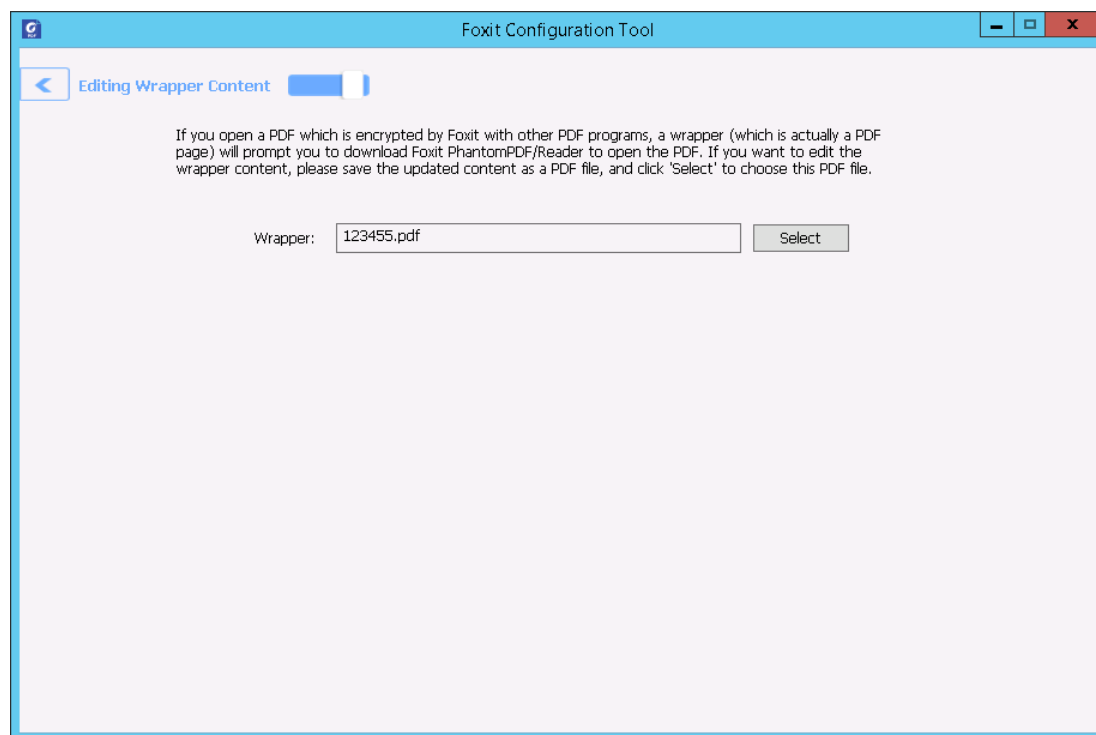 Foxit Configuration Tool
Editing Wrapper Content
If you open a PDF which is encrypted by Foxit with other PDF programs, a wrapper (which is actually a PDF
page) will prompt you to download Foxit PhantomPDF/Reader to open the PDF. If you want to edit the
wrapper content, please save the updated content as a PDF file, and click 'Select' to choose this PDF file.
Wrapper: 123455.pdf Select